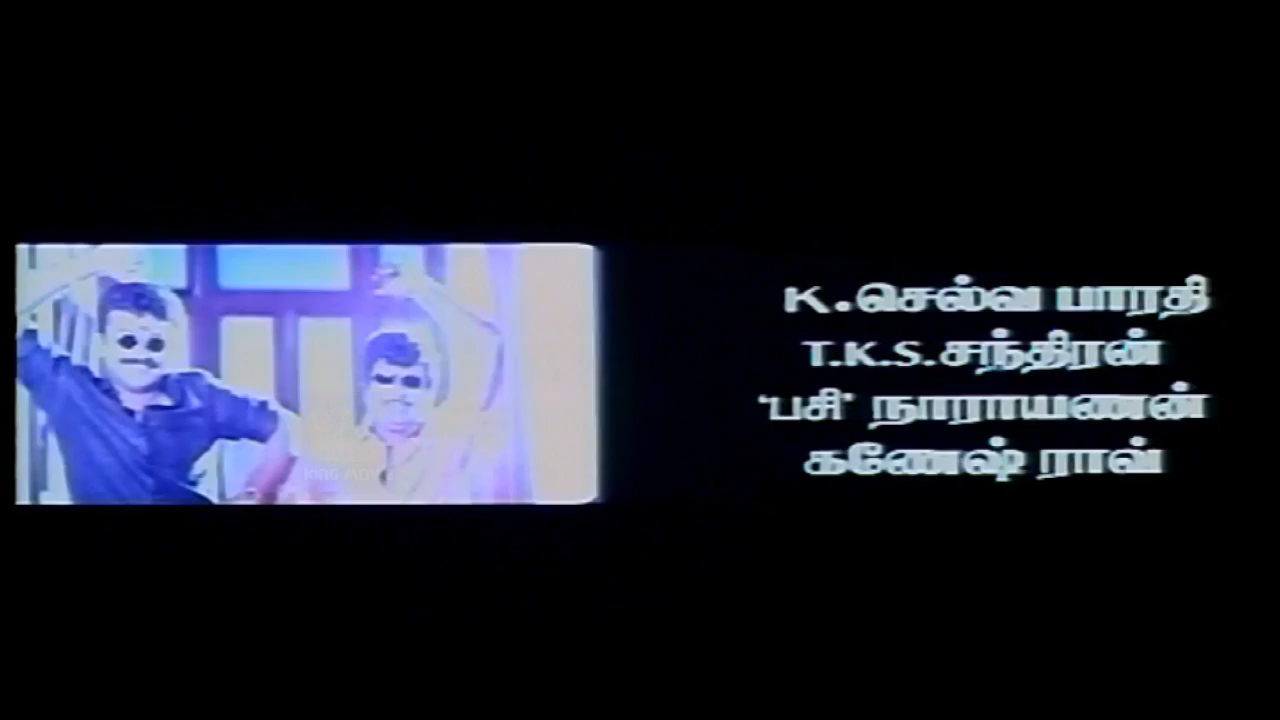 K.செல்வ பாரதி
T.K.S.சந்திரன்
'பசி' நாராயணன்
கணேஷ் ராவ்